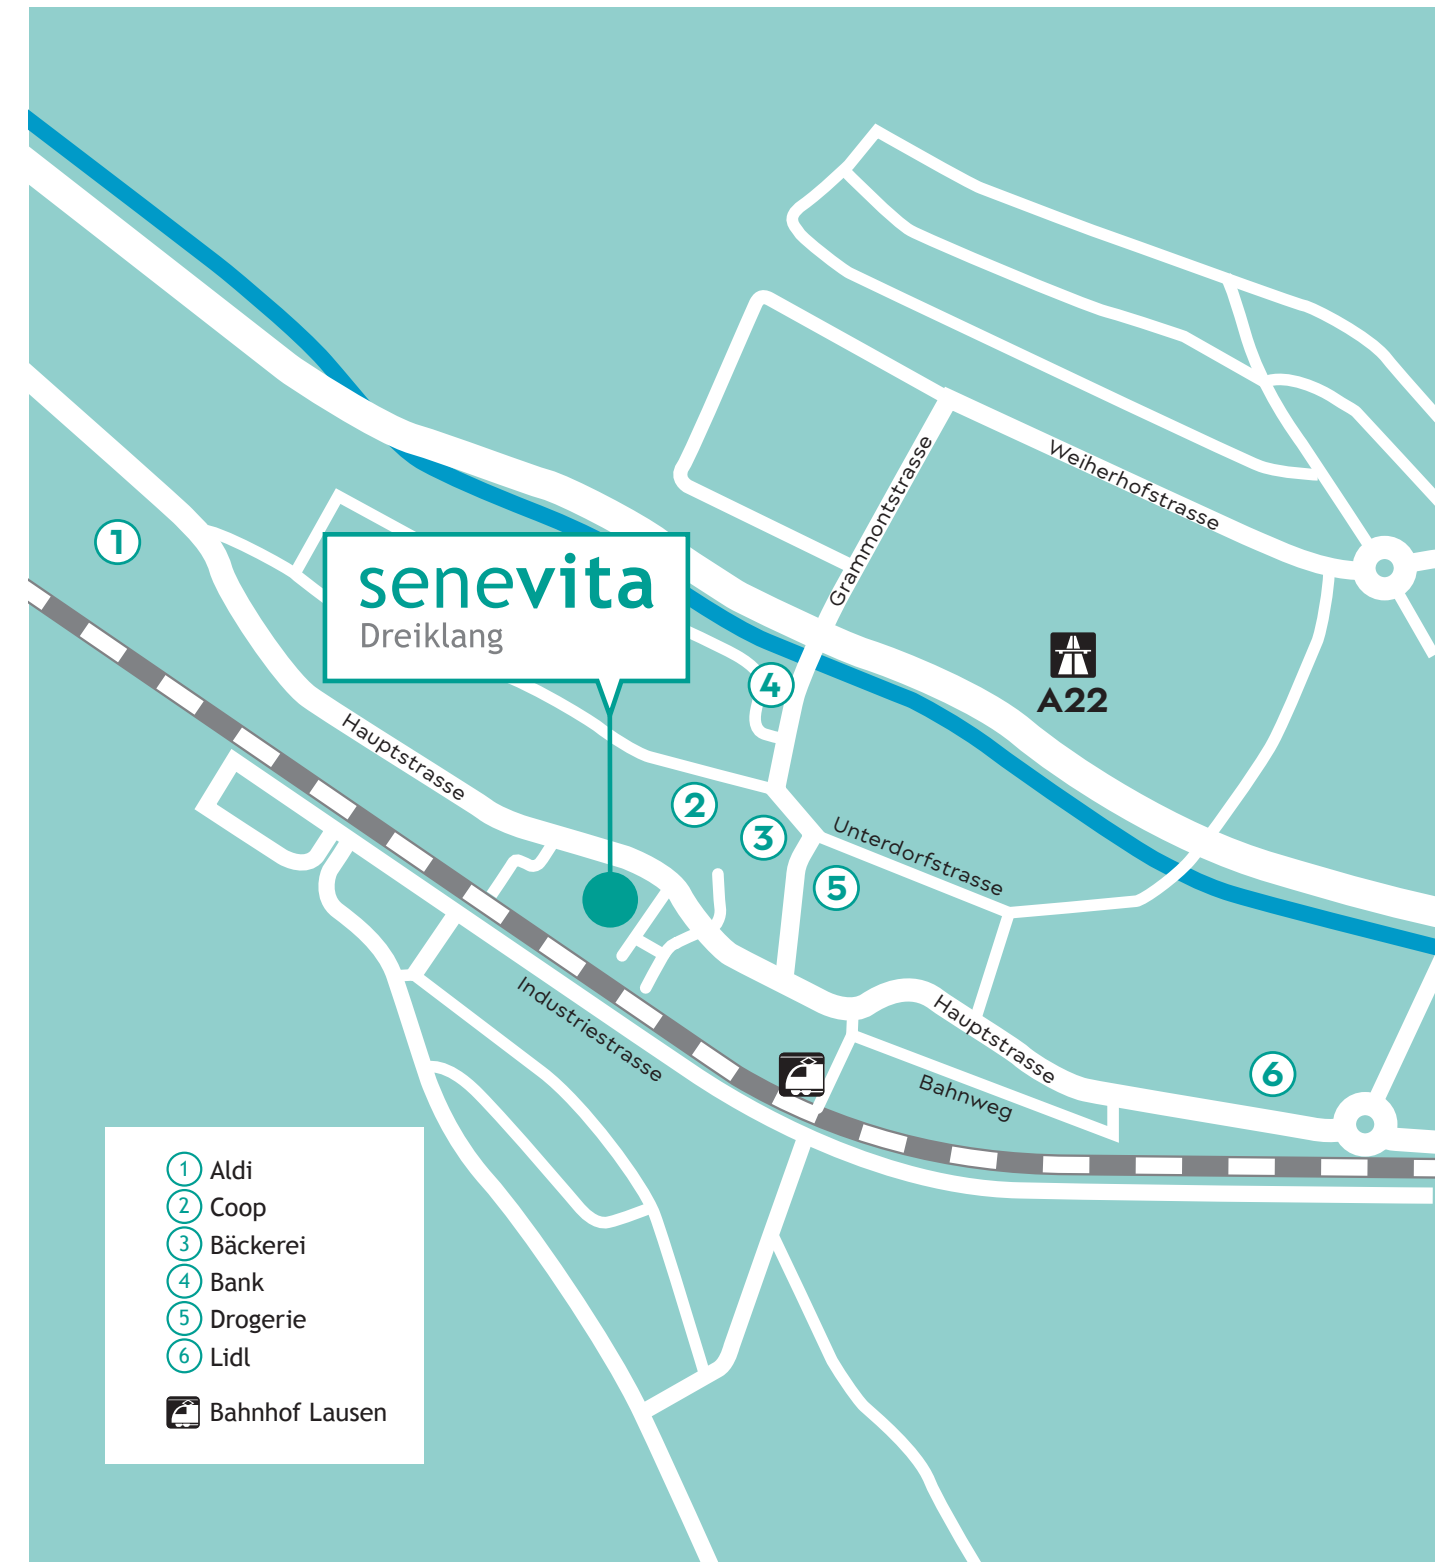 Weiherhofstrasse
Grammontstrasse
1
senevita
Dreiklang
4
A22
Hauptstrasse
2
3
Unterdorfstrasse
5
Industriestrasse
Hauptstrasse
6
Bahnweg
1 Aldi
2 Coop
3 Bäckerei
4 Bank
5 Drogerie
6 Lidl
Bahnhof Lausen